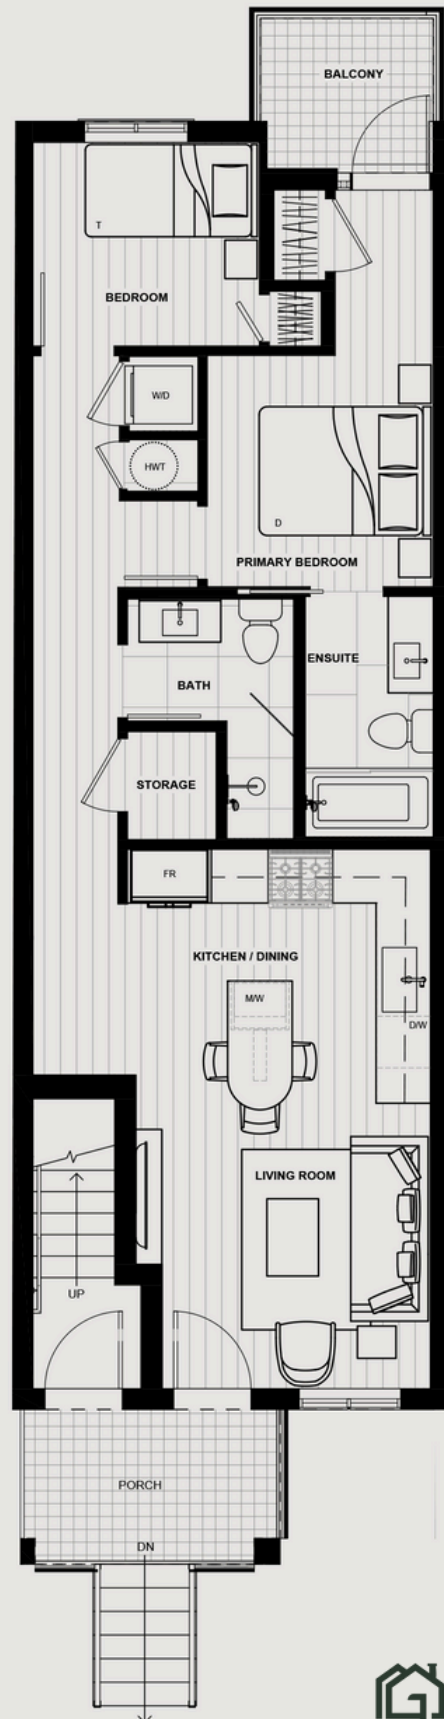 BALCONY
T
BEDROOM
W/D
HWT
D
PRIMARY BEDROOM
ENSUITE
BATH
STORAGE
FR
KITCHEN / DINING
M/W
D/W
LIVING ROOM
UP
PORCH
DN